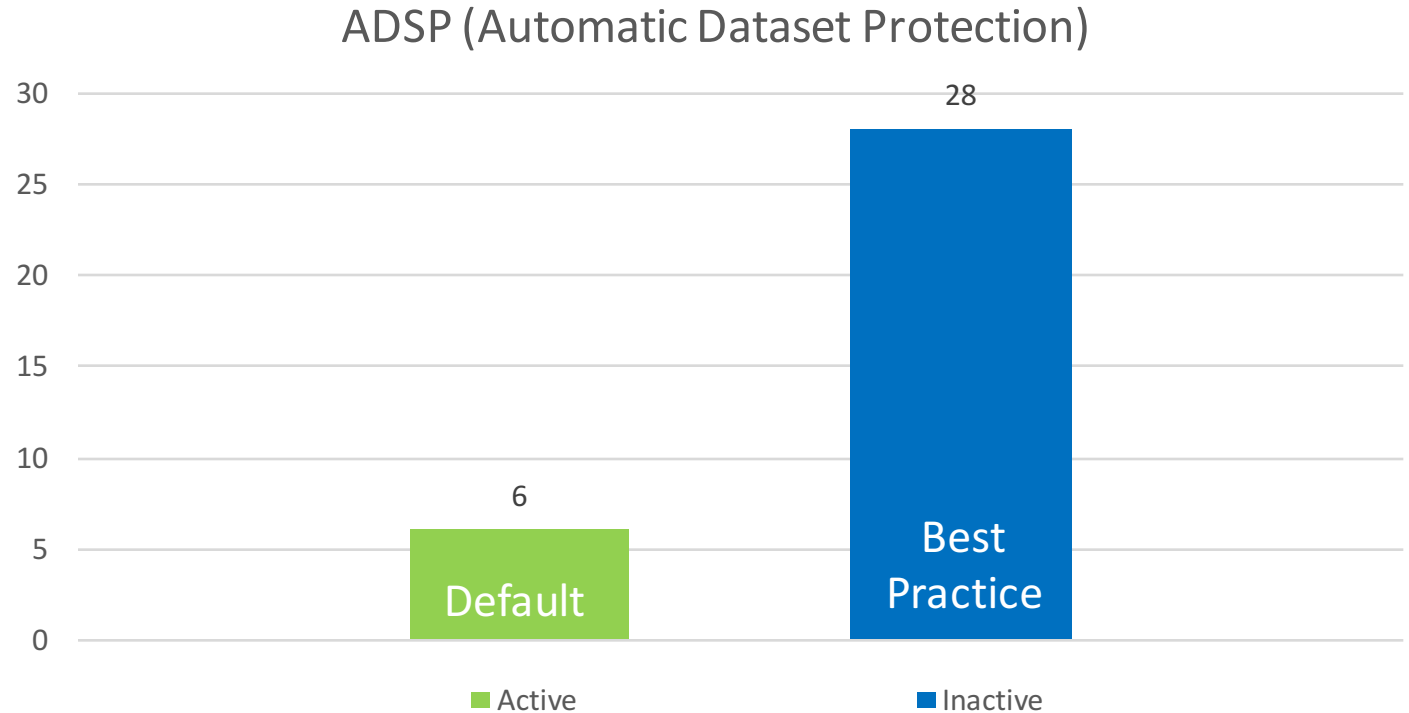 ADSP (Automatic Dataset Protection)
30
28
25
20
15
10
6
5
Best
Practice
Default
0
Active
Inactive